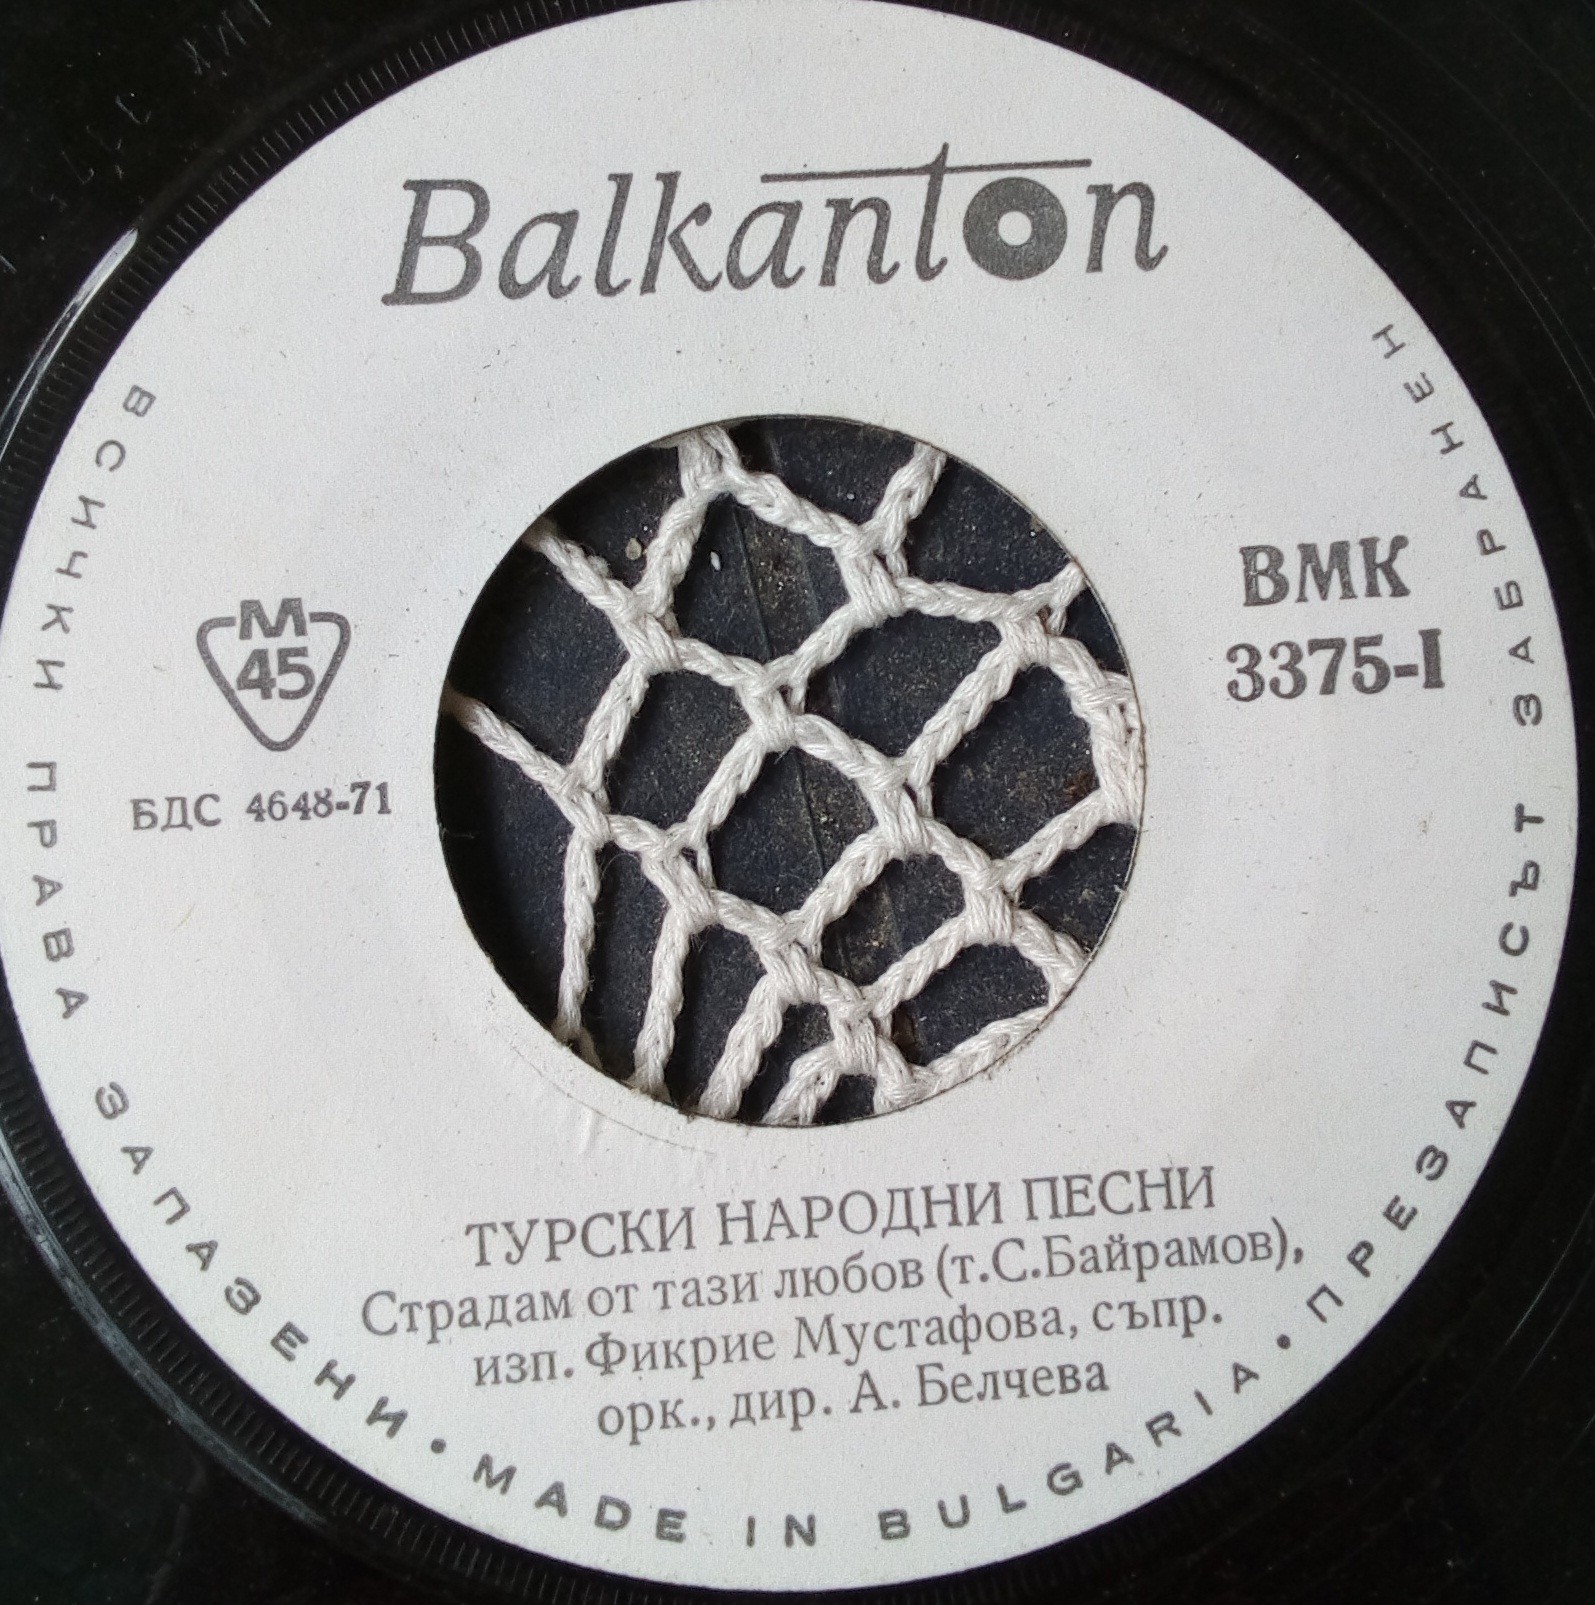 Balkanton
ВМК
3375-I
М
45
БДС 4648-71
ТУРСКИ НАРОДНИ ПЕСНИ
Страдам от тази любов (т.С.Байрамов),
изп. Фикрие Мустафова, съпр.
орк., дир. А. Белчева
ВСИЧКИ ПРАВА ЗАПАЗЕНИ • MADE IN BULGARIA • ПРЕЗАПИСЪТ ЗАБРАНЕН